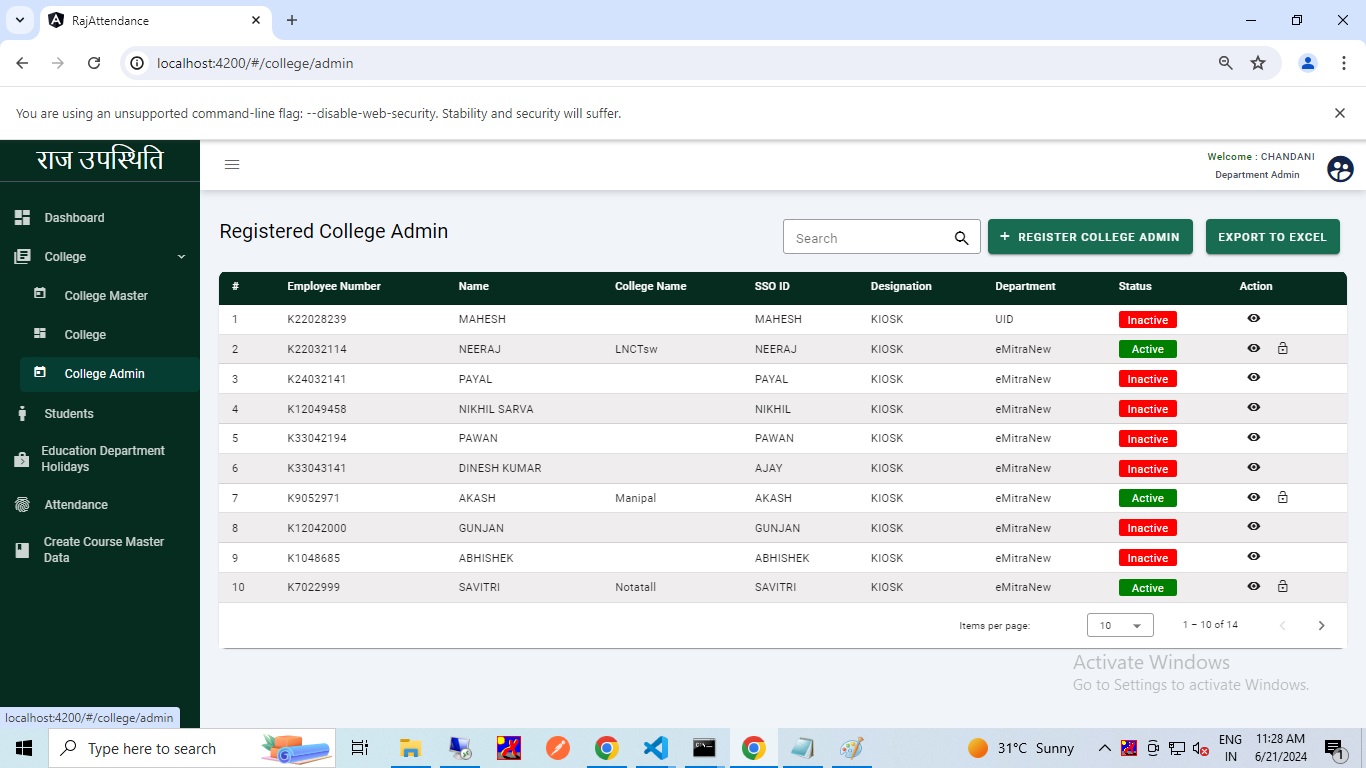 RajAttendance
localhost:4200/#/college/admin
You are using an unsupported command-line flag: --disable-web-security. Stability and security will suffer.
राज उपस्थिति
Welcome : CHANDANI
Department Admin
Dashboard
College
College Master
College
College Admin
Students
Education Department
Holidays
Attendance
Create Course Master
Data
Registered College Admin
Search
+ REGISTER COLLEGE ADMIN
EXPORT TO EXCEL
# Employee Number Name College Name SSO ID Designation Department Status Action
1 K22028239 MAHESH MAHESH KIOSK UID Inactive
2 K22032114 NEERAJ LNCTsw NEERAJ KIOSK eMitraNew Active
3 K24032141 PAYAL PAYAL KIOSK eMitraNew Inactive
4 K12049458 NIKHIL SARVA NIKHIL KIOSK eMitraNew Inactive
5 K33042194 PAWAN PAWAN KIOSK eMitraNew Inactive
6 K33043141 DINESH KUMAR AJAY KIOSK eMitraNew Inactive
7 K9052971 AKASH Manipal AKASH KIOSK eMitraNew Active
8 K12042000 GUNJAN GUNJAN KIOSK eMitraNew Inactive
9 K1048685 ABHISHEK ABHISHEK KIOSK eMitraNew Inactive
10 K7022999 SAVITRI Notatall SAVITRI KIOSK eMitraNew Active
Items per page: 10 1 – 10 of 14
Activate Windows
Go to Settings to activate Windows.
localhost:4200/#/college/admin
Type here to search
31°C Sunny
ENG
IN
11:28 AM
6/21/2024
1